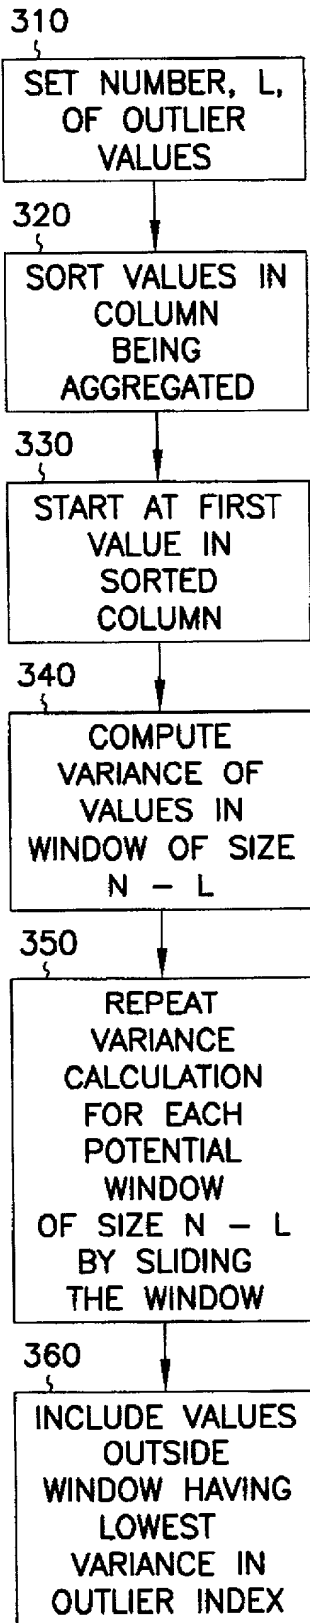 310
SET NUMBER, L,
OF OUTLIER
VALUES
320
SORT VALUES IN
COLUMN
BEING
AGGREGATED
330
START AT FIRST
VALUE IN
SORTED
COLUMN
340
COMPUTE
VARIANCE OF
VALUES IN
WINDOW OF SIZE
N – L
350
REPEAT
VARIANCE
CALCULATION
FOR EACH
POTENTIAL
WINDOW
OF SIZE N – L
BY SLIDING
THE WINDOW
360
INCLUDE VALUES
OUTSIDE
WINDOW HAVING
LOWEST
VARIANCE IN
OUTLIER INDEX